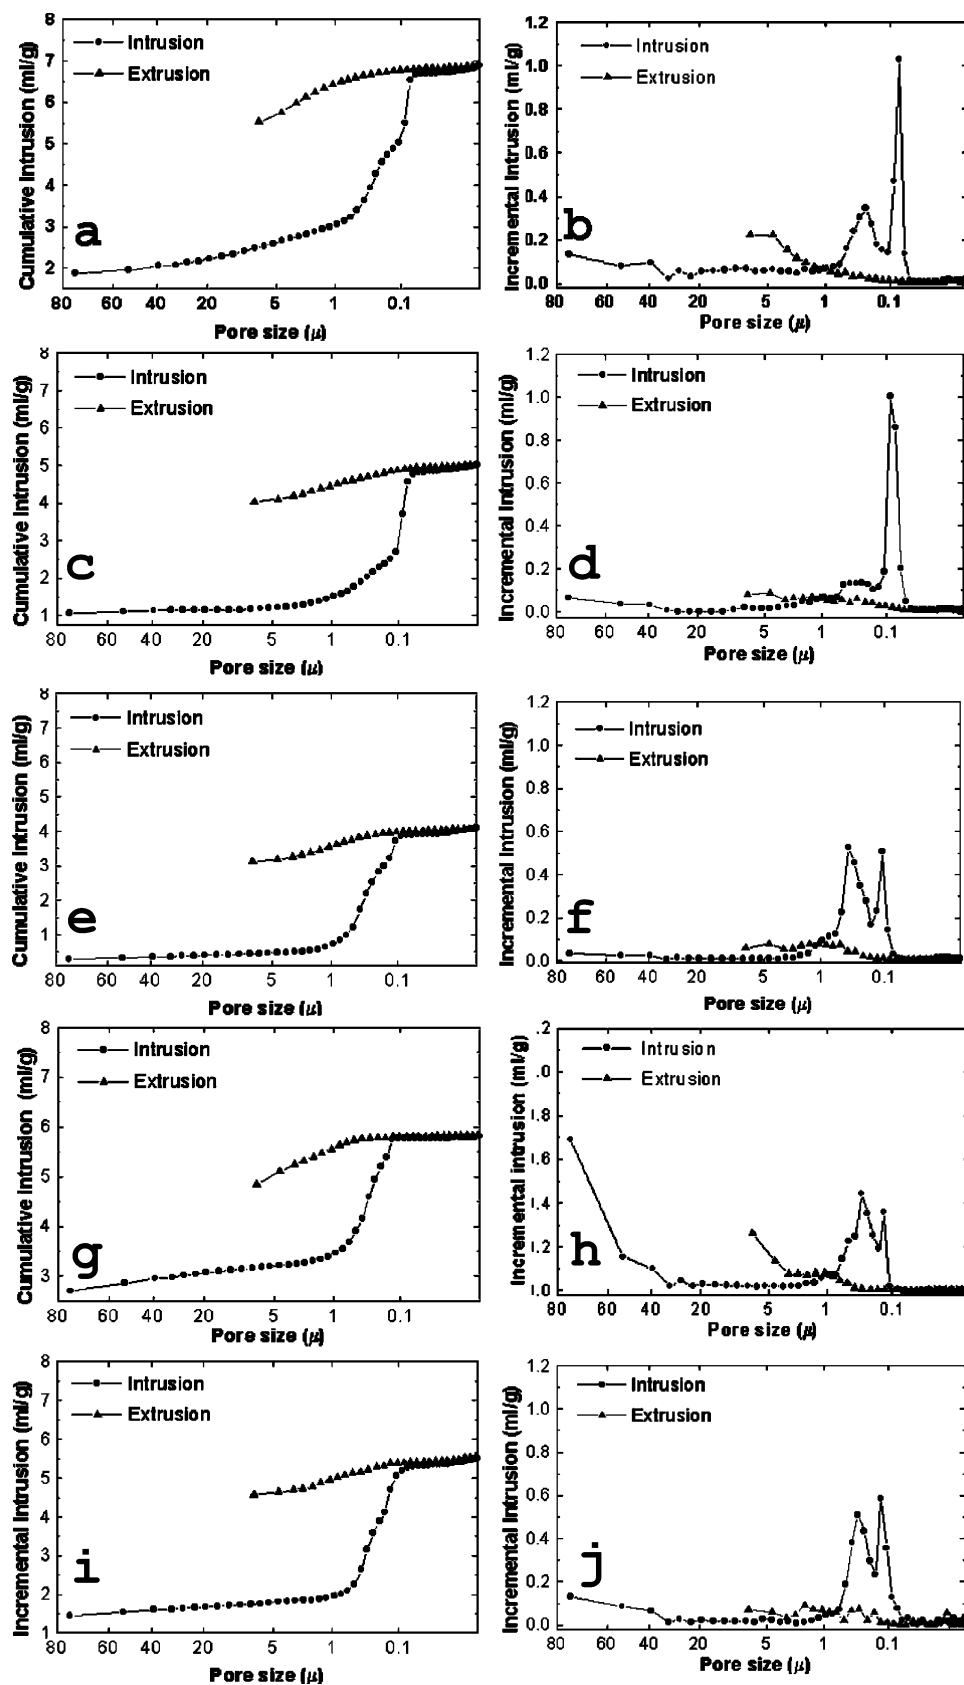 Cumulative Intrusion (ml/g)
8
7
6
5
4
3
2
Intrusion
Extrusion
a
80 60 40 20 5 1 0.1
Pore size (μ)
Incremental Intrusion (ml/g)
1.2
1.0
0.8
0.6
0.4
0.2
0.0
Intrusion
Extrusion
b
80 60 40 20 5 1 0.1
Pore size (μ)
Cumulative Intrusion (ml/g)
8
7
6
5
4
3
2
1
Intrusion
Extrusion
c
80 60 40 20 5 1 0.1
Pore size (μ)
Incremental Intrusion (ml/g)
1.2
1.0
0.8
0.6
0.4
0.2
0.0
Intrusion
Extrusion
d
80 60 40 20 5 1 0.1
Pore size (μ)
Cumulative Intrusion (ml/g)
8
7
6
5
4
3
2
1
Intrusion
Extrusion
e
80 60 40 20 5 1 0.1
Pore size (μ)
Incremental Intrusion (ml/g)
1.2
1.0
0.8
0.6
0.4
0.2
0.0
Intrusion
Extrusion
f
80 60 40 20 5 1 0.1
Pore size (μ)
Cumulative Intrusion (ml/g)
8
7
6
5
4
3
Intrusion
Extrusion
g
80 60 40 20 5 1 0.1
Pore size (μ)
Incremental intrusion (ml/g)
.2
.0
1.8
1.6
1.4
1.2
1.0
Intrusion
Extrusion
h
80 60 40 20 5 1 0.1
Pore size (μ)
Incremental Intrusion (ml/g)
8
7
6
5
4
3
2
1
Intrusion
Extrusion
i
80 60 40 20 5 1 0.1
Pore size (μ)
Incremental Intrusion (ml/g)
1.2
1.0
0.8
0.6
0.4
0.2
0.0
Intrusion
Extrusion
j
80 60 40 20 5 1 0.1
Pore size (μ)